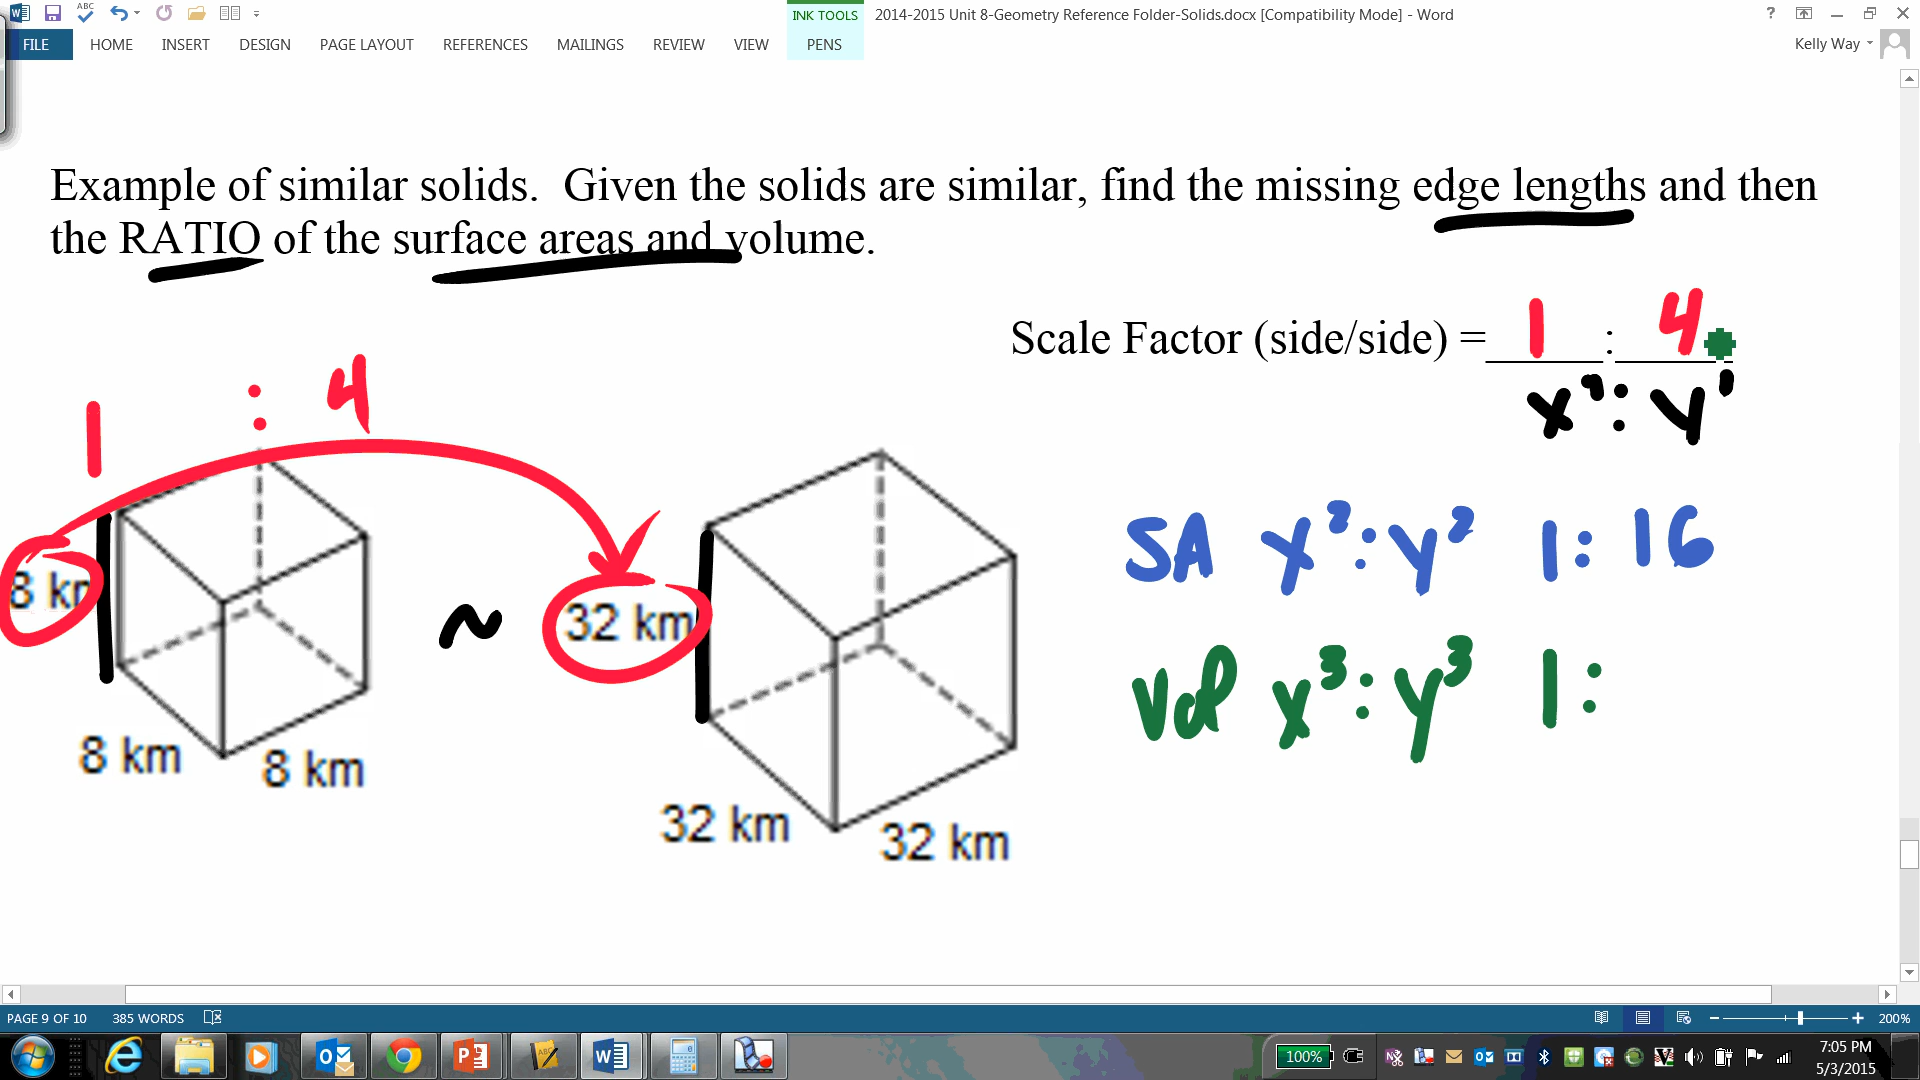 2014-2015 Unit 8-Geometry Reference Folder-Solids.docx [Compatibility Mode] - Word
INK TOOLS
FILE HOME INSERT DESIGN PAGE LAYOUT REFERENCES MAILINGS REVIEW VIEW PENS
Kelly Way
Example of similar solids.  Given the solids are similar, find the missing edge lengths and then
the RATIO of the surface areas and volume.
Scale Factor (side/side) = 1 : 4
x¹ : y¹
1 : 4
SA x² : y² 1 : 16
8 km ~ 32 km
Vol x³ : y³ 1 :
8 km 8 km
32 km 32 km
PAGE 9 OF 10 385 WORDS 200%
100%
7:05 PM
5/3/2015